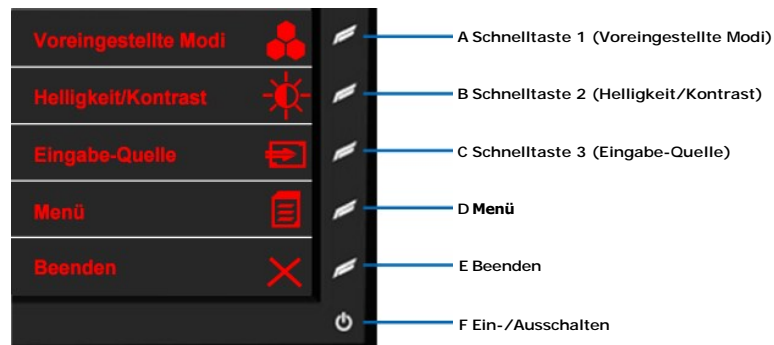 Voreingestellte Modi
A Schnelltaste 1 (Voreingestellte Modi)
Helligkeit/Kontrast
B Schnelltaste 2 (Helligkeit/Kontrast)
Eingabe-Quelle
C Schnelltaste 3 (Eingabe-Quelle)
Menü
D Menü
Beenden
E Beenden
F Ein-/Ausschalten